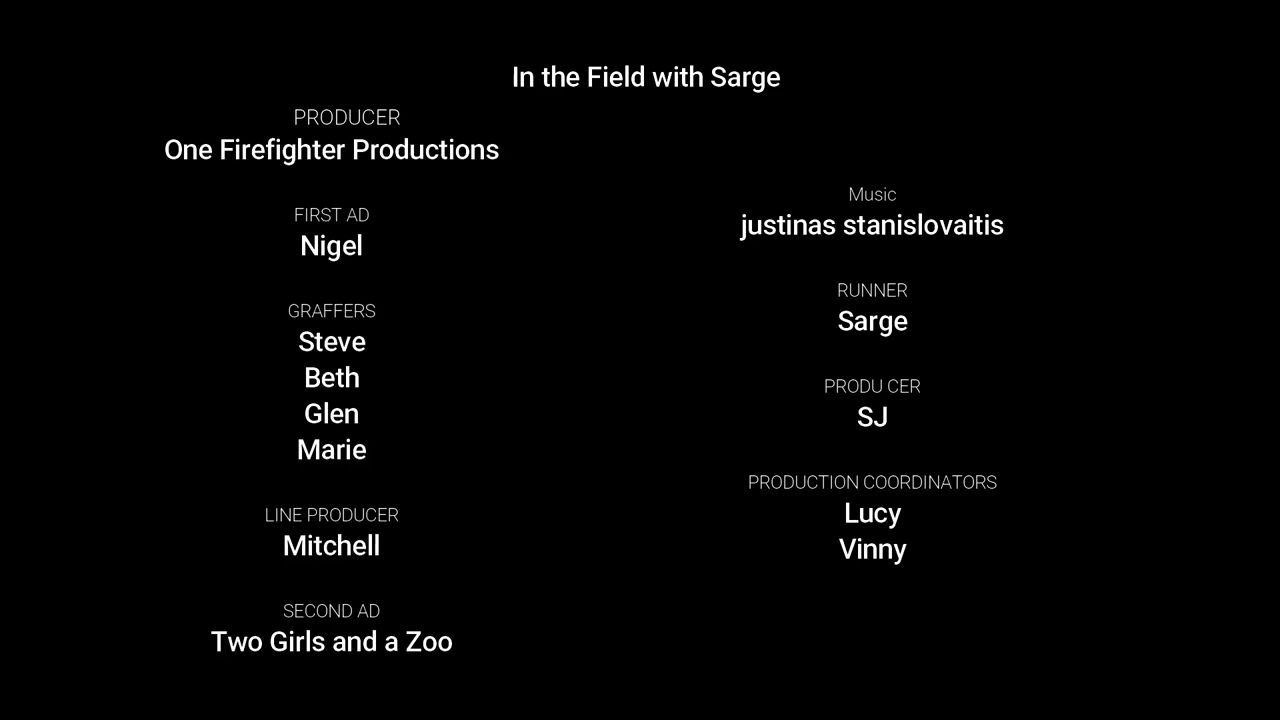 In the Field with Sarge
PRODUCER
One Firefighter Productions
FIRST AD
Nigel
GRAFFERS
Steve
Beth
Glen
Marie
LINE PRODUCER
Mitchell
SECOND AD
Two Girls and a Zoo
Music
justinas stanislovaitis
RUNNER
Sarge
PRODU CER
SJ
PRODUCTION COORDINATORS
Lucy
Vinny